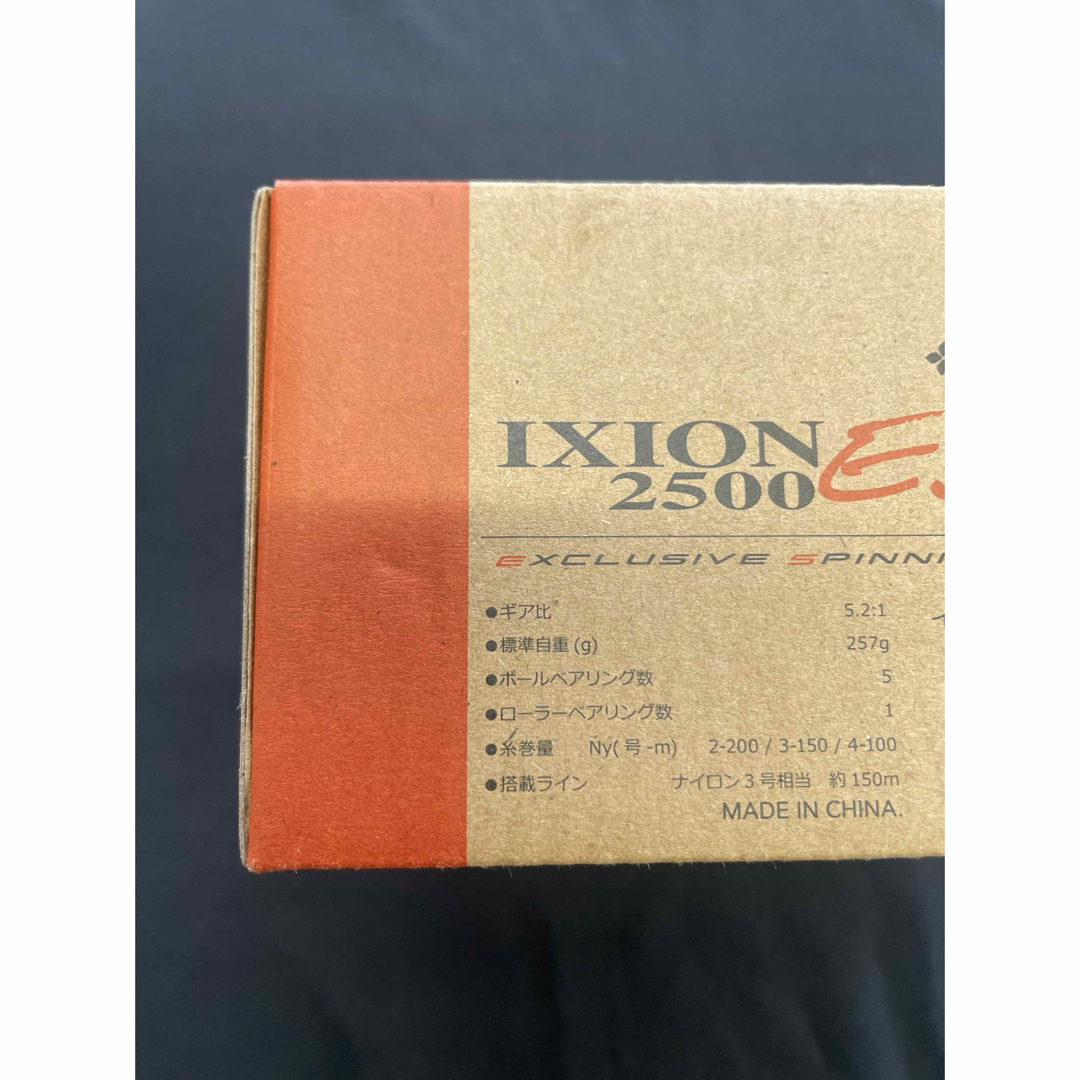 IXION
2500
EXCLUSIVE
●ギア比 5.2:1
●標準自重(g) 257g
●ボールベアリング数 5
●ローラーベアリング数 1
●糸巻量 Ny(号-m) 2-200 / 3-150 / 4-100
●搭載ライン ナイロン3号相当 約150m
MADE IN CHINA.